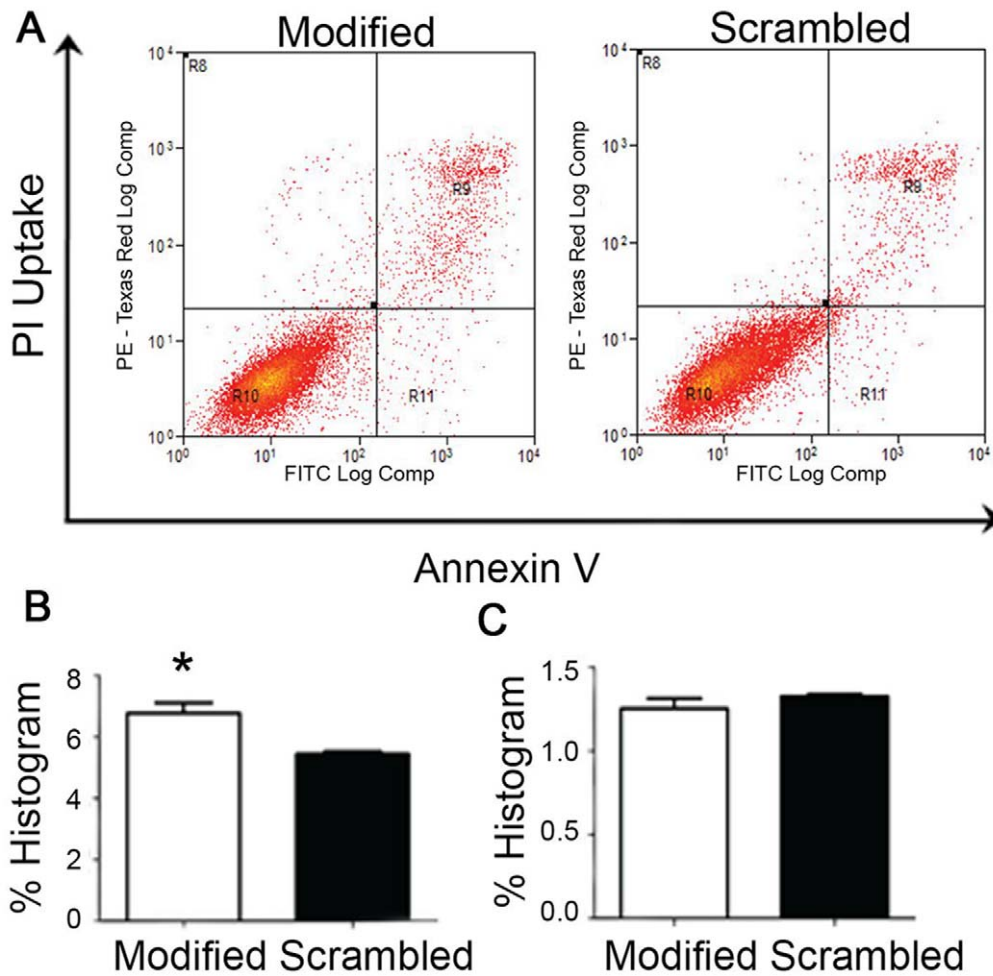 A
Modified
Scrambled
PI Uptake
PE - Texas Red Log Comp
10⁴
10³
10²
10¹
10⁰
R8
R9
R10
R11
10⁰ 10¹ 10² 10³ 10⁴
FITC Log Comp
PE - Texas Red Log Comp
10⁴
10³
10²
10¹
10⁰
R8
R10
R11
10⁰ 10¹ 10² 10³ 10⁴
FITC Log Comp
Annexin V
B
*
% Histogram
8
6
4
2
0
Modified Scrambled
C
% Histogram
1.5
1.0
0.5
0.0
Modified Scrambled